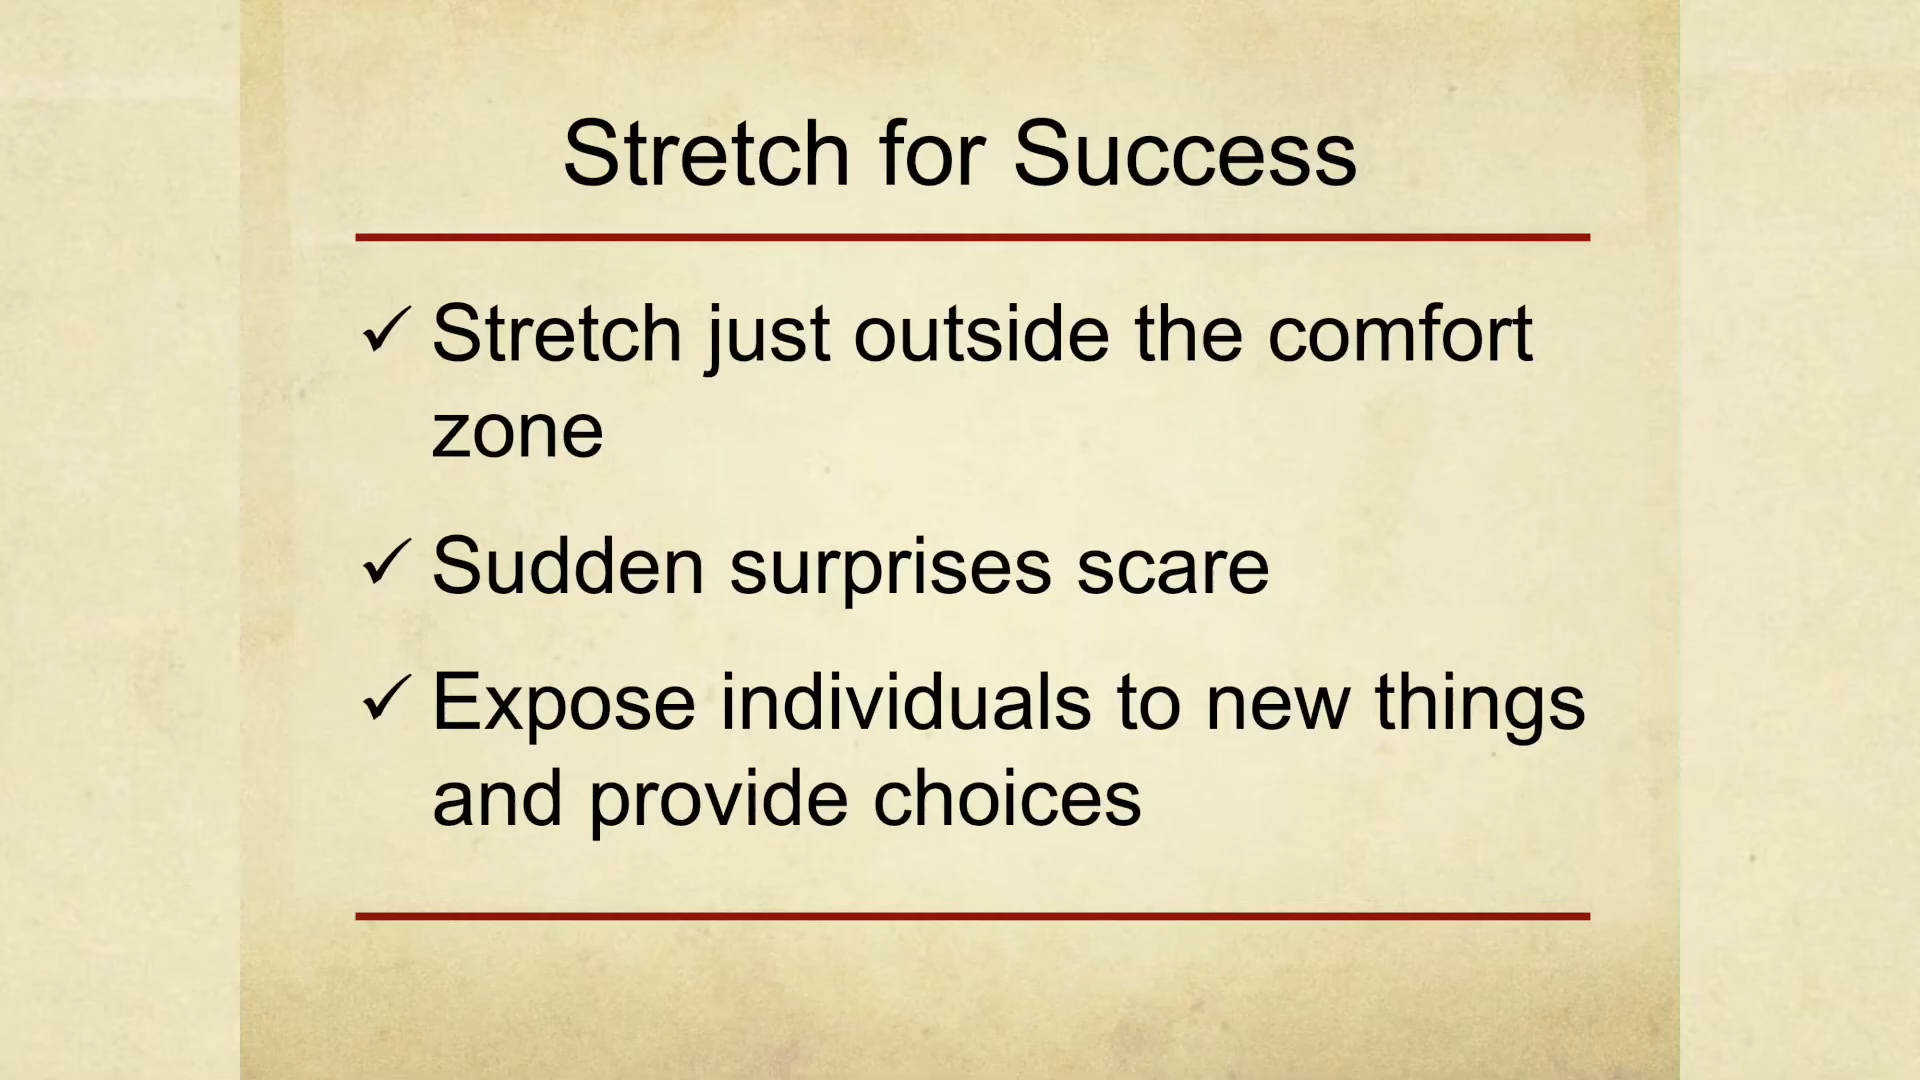 Stretch for Success
✓ Stretch just outside the comfort
zone
✓ Sudden surprises scare
✓ Expose individuals to new things
and provide choices